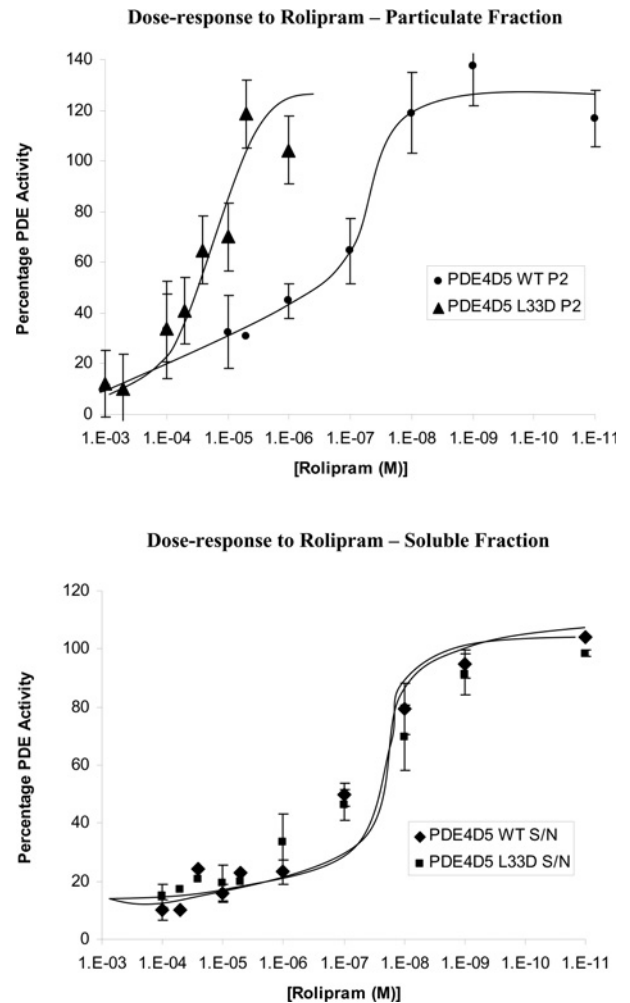 Dose-response to Rolipram – Particulate Fraction
140
120
100
80
60
40
20
0
Percentage PDE Activity
PDE4D5 WT P2
PDE4D5 L33D P2
1.E-03 1.E-04 1.E-05 1.E-06 1.E-07 1.E-08 1.E-09 1.E-10 1.E-11
[Rolipram (M)]
Dose-response to Rolipram – Soluble Fraction
120
100
80
60
40
20
0
Percentage PDE Activity
PDE4D5 WT S/N
PDE4D5 L33D S/N
1.E-03 1.E-04 1.E-05 1.E-06 1.E-07 1.E-08 1.E-09 1.E-10 1.E-11
[Rolipram (M)]